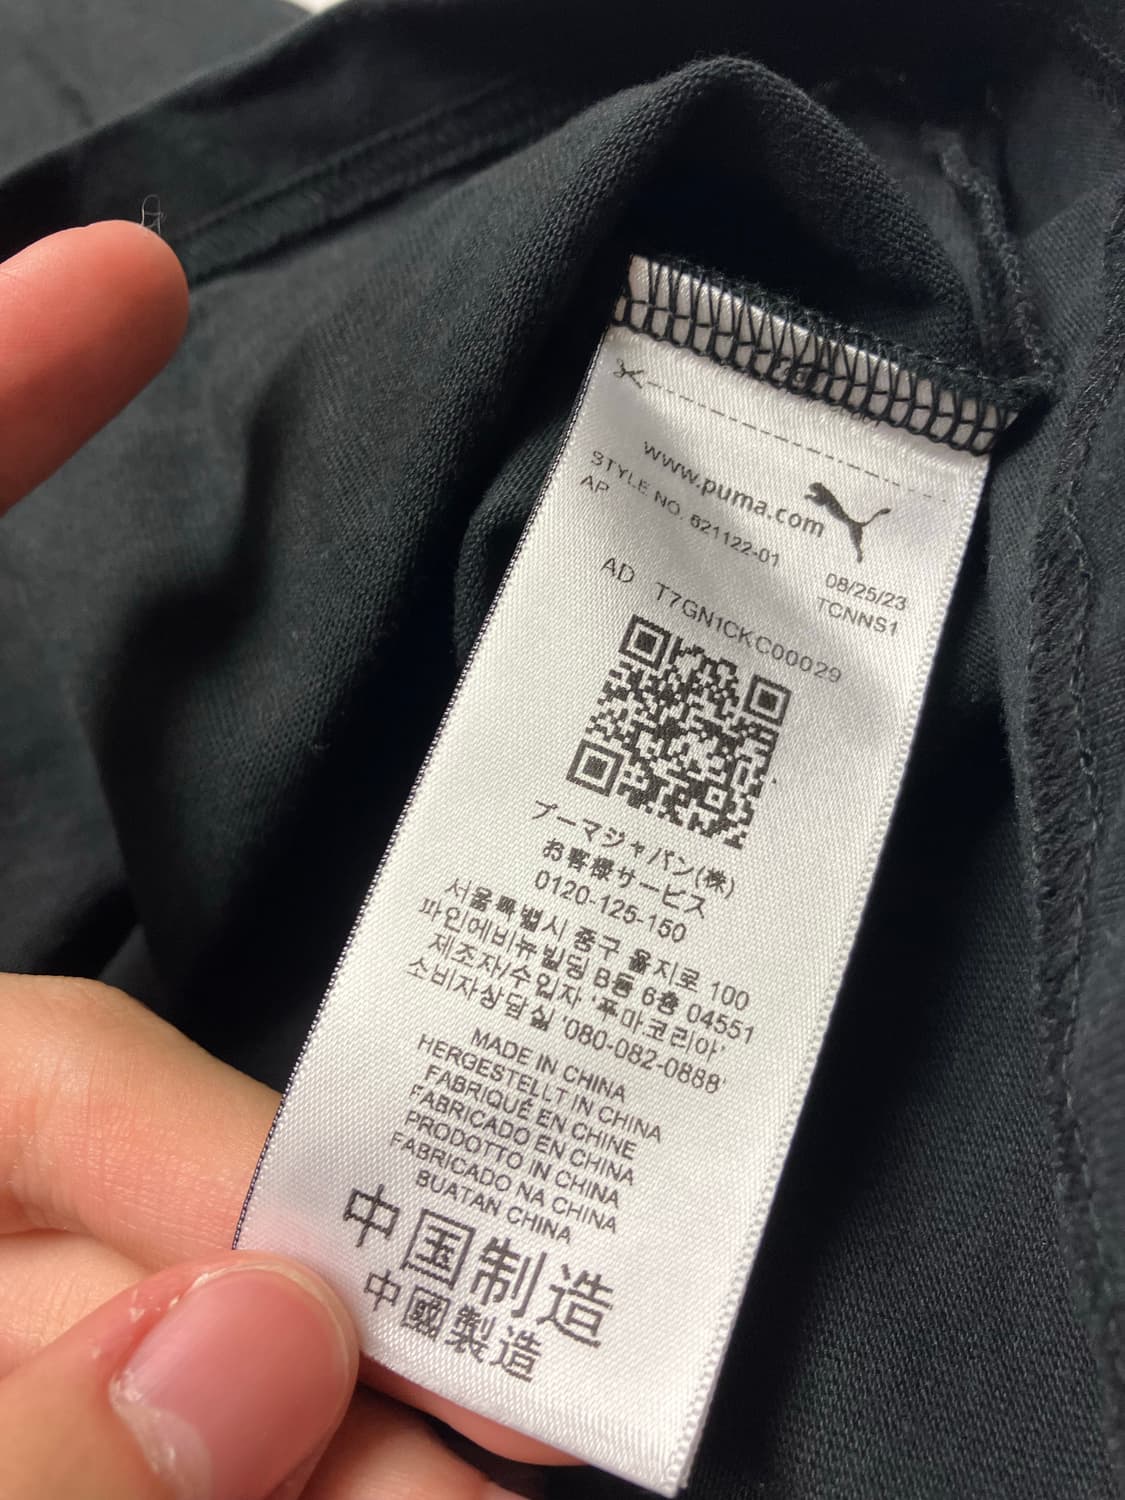 www.puma.com
STYLE NO. 621122-01
AP
08/25/23
TCNNS1
AD T7GN1CKC00029
プーマジャパン(株)
お客様サービス
0120-125-150
서울특별시 중구 을지로 100
파인에비뉴빌딩 B동 6층 04551
제조자/수입자 '푸마코리아'
소비자상담실 '080-082-0888'
MADE IN CHINA
HERGESTELLT IN CHINA
FABRIQUÉ EN CHINE
FABRICADO EN CHINA
PRODOTTO IN CHINA
FABRICADO NA CHINA
BUATAN CHINA
中国制造
中國製造